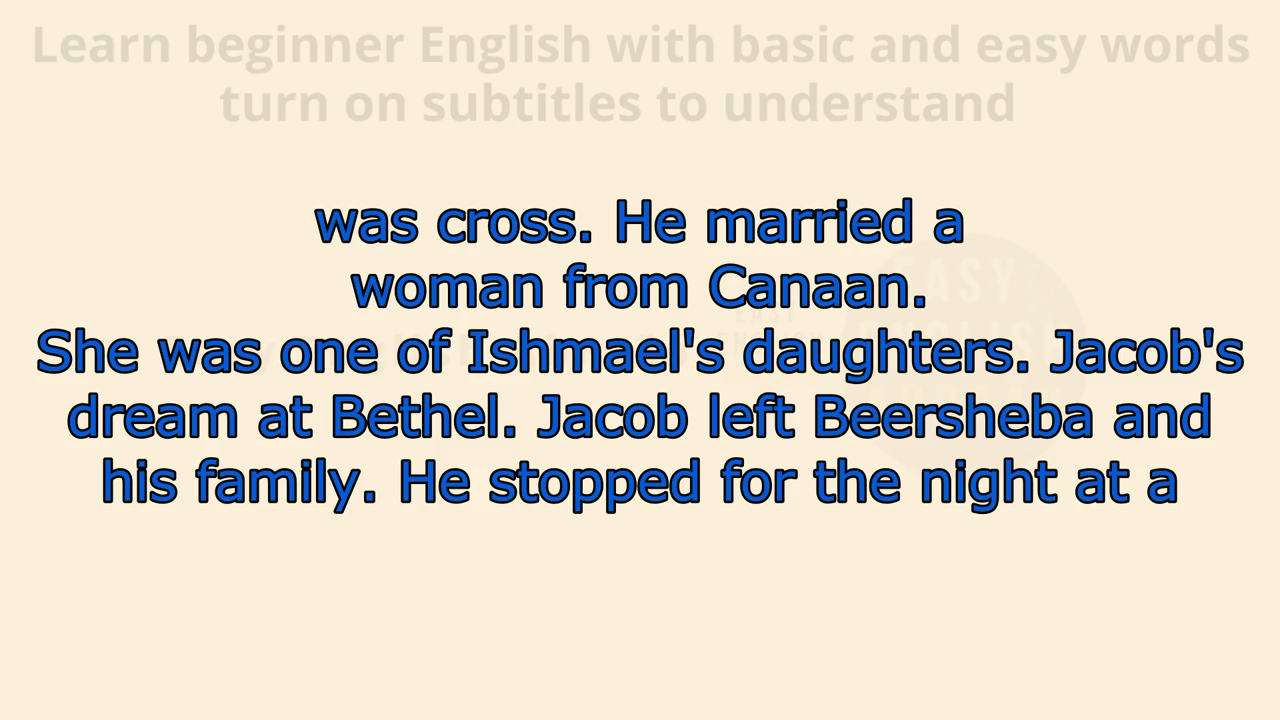 Learn beginner English with basic and easy words
turn on subtitles to understand
was cross. He married a
woman from Canaan.
She was one of Ishmael's daughters. Jacob's
dream at Bethel. Jacob left Beersheba and
his family. He stopped for the night at a